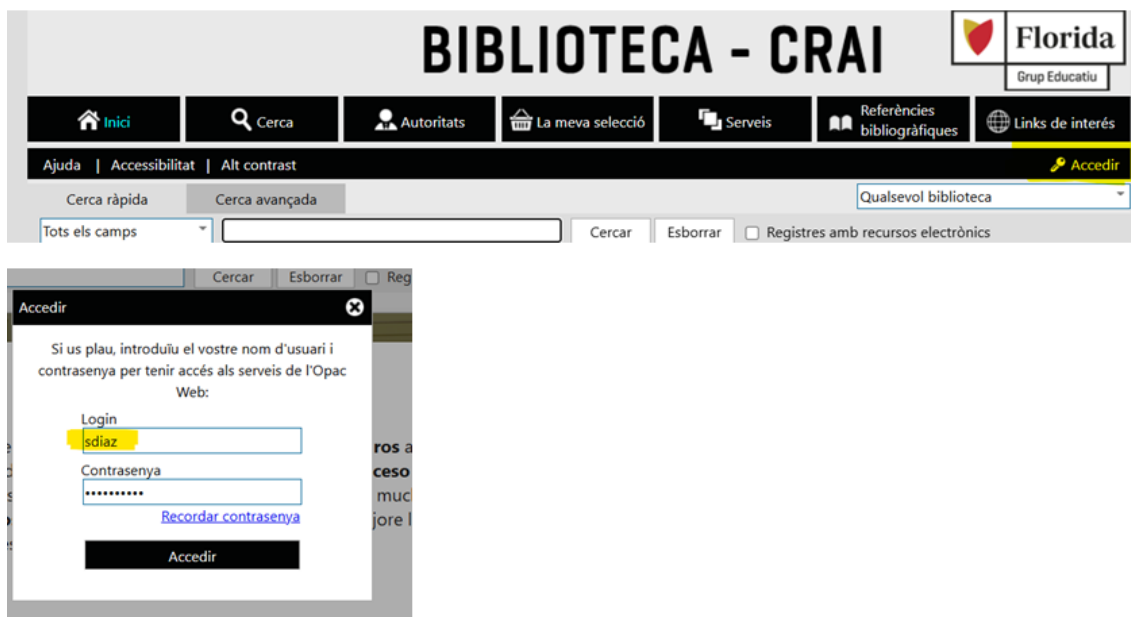 BIBLIOTECA - CRAI
Florida
Grup Educatiu
Inici
Cerca
Autoritats
La meva selecció
Serveis
Referències
bibliogràfiques
Links de interés
Ajuda | Accessibilitat | Alt contrast
Accedir
Cerca ràpida
Cerca avançada
Qualsevol biblioteca
Tots els camps
Cercar
Esborrar
Registres amb recursos electrònics
Cercar
Esborrar
Reg
Accedir
Si us plau, introduïu el vostre nom d'usuari i
contrasenya per tenir accés als serveis de l'Opac
Web:
Login
sdiaz
Contrasenya
••••••••••
Recordar contrasenya
Accedir
ros a
ceso
muc
jore l